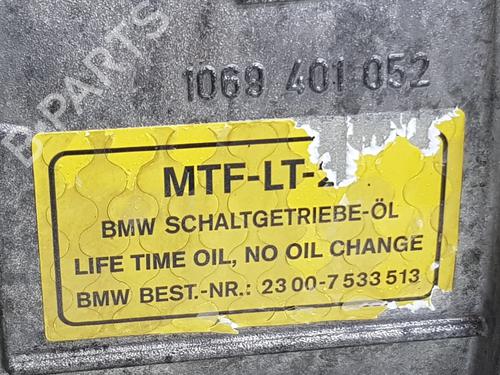 B-PARTS
1069 401 052
MTF-LT-
BMW SCHALTGETRIEBE-ÖL
LIFE TIME OIL, NO OIL CHANGE
BMW BEST.-NR.: 23 00-7 533 513